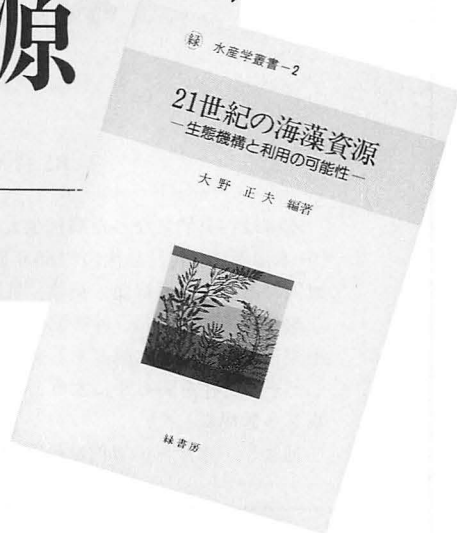 源
緑 水産学叢書−2
21世紀の海藻資源
―生態機構と利用の可能性―
大野 正夫 編著
緑書房